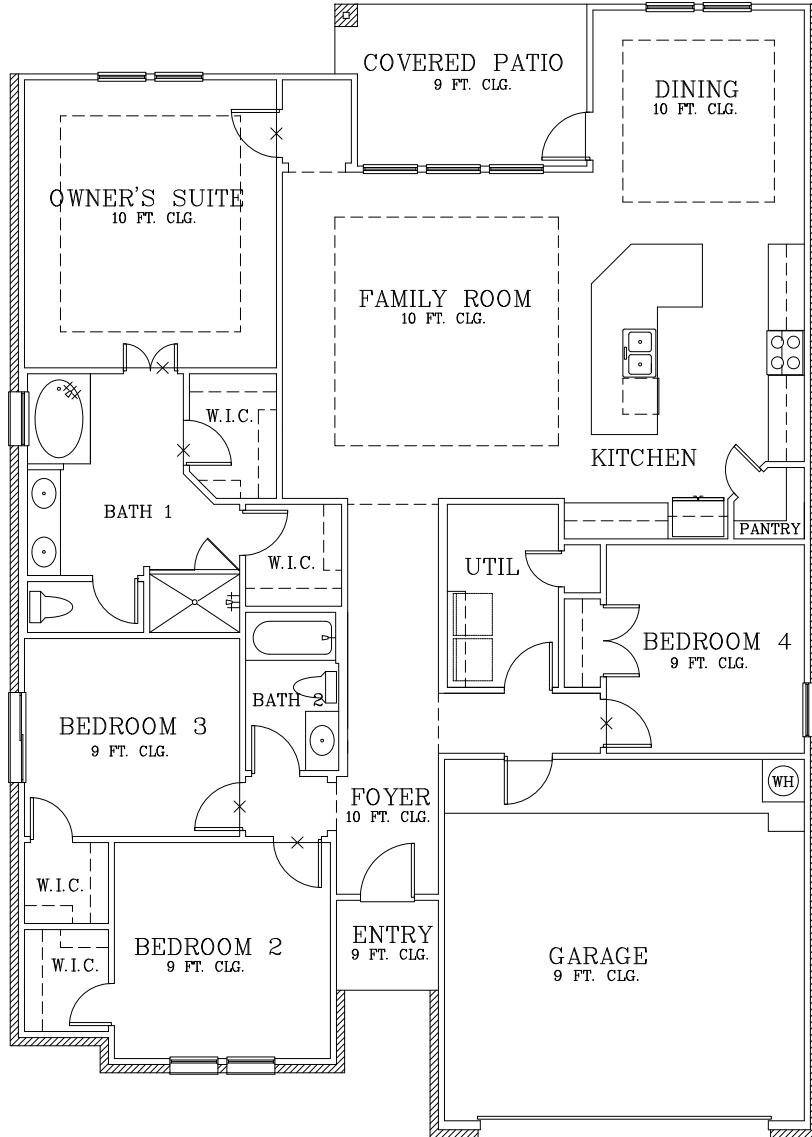 COVERED PATIO
9 FT. CLG.
DINING
10 FT. CLG.
OWNER'S SUITE
10 FT. CLG.
FAMILY ROOM
10 FT. CLG.
W.I.C.
KITCHEN
BATH 1
PANTRY
W.I.C.
UTIL
BEDROOM 4
9 FT. CLG.
BATH 2
BEDROOM 3
9 FT. CLG.
WH
FOYER
10 FT. CLG.
W.I.C.
ENTRY
9 FT. CLG.
BEDROOM 2
9 FT. CLG.
W.I.C.
GARAGE
9 FT. CLG.